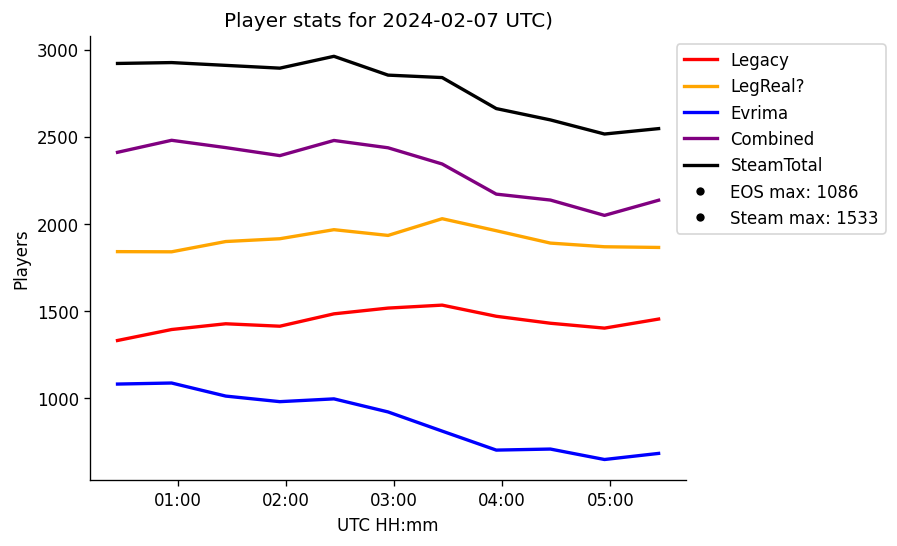 Player stats for 2024-02-07 UTC)
3000
2500
2000
1500
1000
Players
01:00 02:00 03:00 04:00 05:00
UTC HH:mm
Legacy
LegReal?
Evrima
Combined
SteamTotal
EOS max: 1086
Steam max: 1533